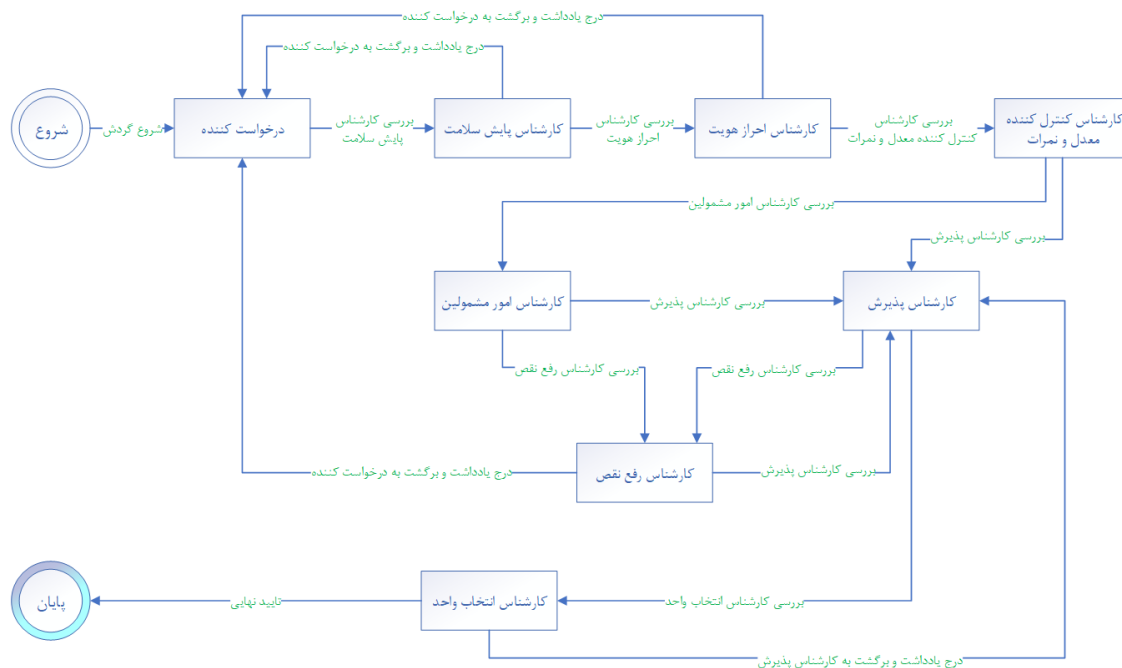 درج یادداشت و برگشت به درخواست کننده
درج یادداشت و برگشت به درخواست کننده
شروع
شروع گردش
درخواست کننده
بررسی کارشناس
پایش سلامت
کارشناس پایش سلامت
بررسی کارشناس
احراز هویت
کارشناس احراز هویت
بررسی کارشناس
کنترل کننده معدل و نمرات
کارشناس کنترل کننده
معدل و نمرات
بررسی کارشناس امور مشمولین
بررسی کارشناس پذیرش
کارشناس امور مشمولین
بررسی کارشناس پذیرش
کارشناس پذیرش
بررسی کارشناس رفع نقص
بررسی کارشناس رفع نقص
درج یادداشت و برگشت به درخواست کننده
کارشناس رفع نقص
بررسی کارشناس پذیرش
پایان
تایید نهایی
کارشناس انتخاب واحد
بررسی کارشناس انتخاب واحد
درج یادداشت و برگشت به کارشناس پذیرش